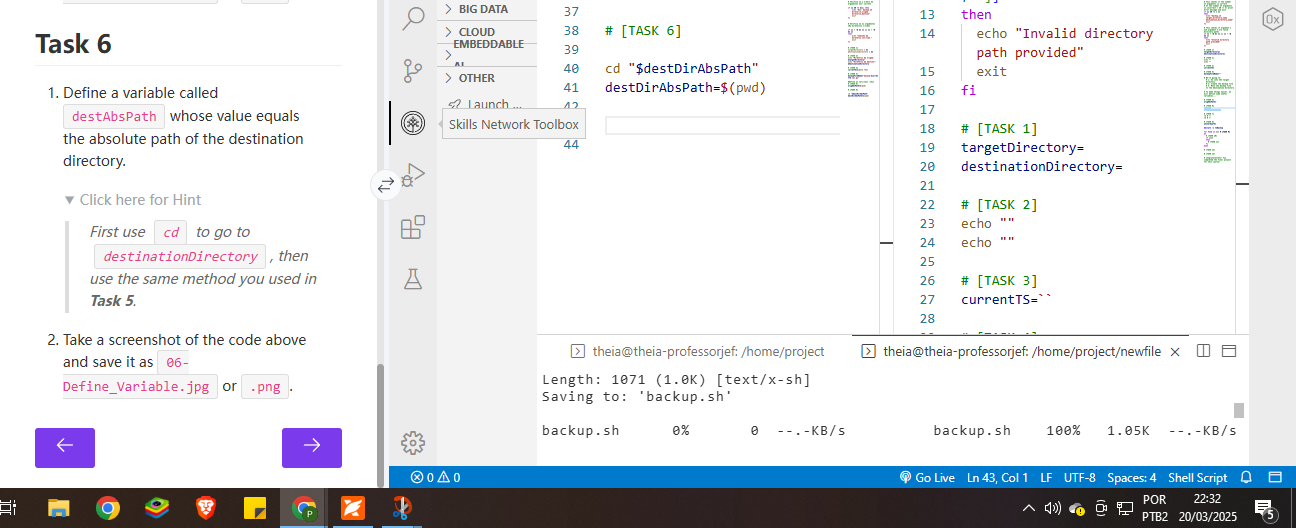 Task 6
1. Define a variable called
destAbsPath whose value equals
the absolute path of the destination
directory.
▼ Click here for Hint
First use cd to go to
destinationDirectory , then
use the same method you used in
Task 5.
2. Take a screenshot of the code above
and save it as 06-
Define_Variable.jpg or .png .
BIG DATA
CLOUD
EMBEDDABLE
AI
OTHER
Launch ...
Skills Network Toolbox
37
38 # [TASK 6]
39
40 cd "$destDirAbsPath"
41 destDirAbsPath=$(pwd)
42
44
13 then
14 echo "Invalid directory
path provided"
15 exit
16 fi
17
18 # [TASK 1]
19 targetDirectory=
20 destinationDirectory=
21
22 # [TASK 2]
23 echo ""
24 echo ""
25
26 # [TASK 3]
27 currentTS=``
28
0x
theia@theia-professorjef: /home/project
theia@theia-professorjef: /home/project/newfile
Length: 1071 (1.0K) [text/x-sh]
Saving to: 'backup.sh'
backup.sh 0% 0 --.-KB/s backup.sh 100% 1.05K --.-KB/s
0 0
Go Live Ln 43, Col 1 LF UTF-8 Spaces: 4 Shell Script
P
POR
PTB2
22:32
20/03/2025
5